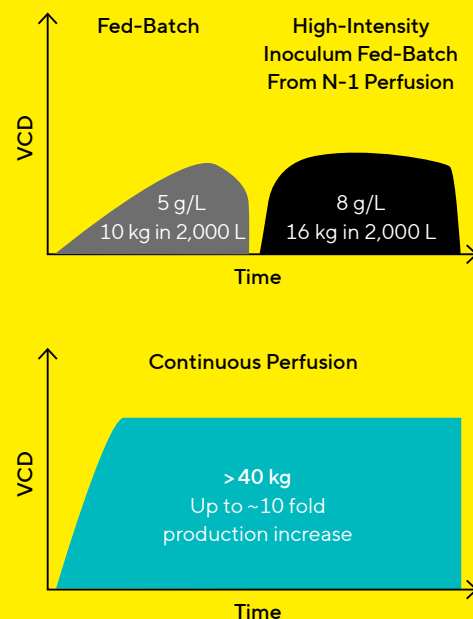 Fed-Batch
High-Intensity
Inoculum Fed-Batch
From N-1 Perfusion
VCD
5 g/L
10 kg in 2,000 L
8 g/L
16 kg in 2,000 L
Time
Continuous Perfusion
VCD
>40 kg
Up to ~10 fold
production increase
Time